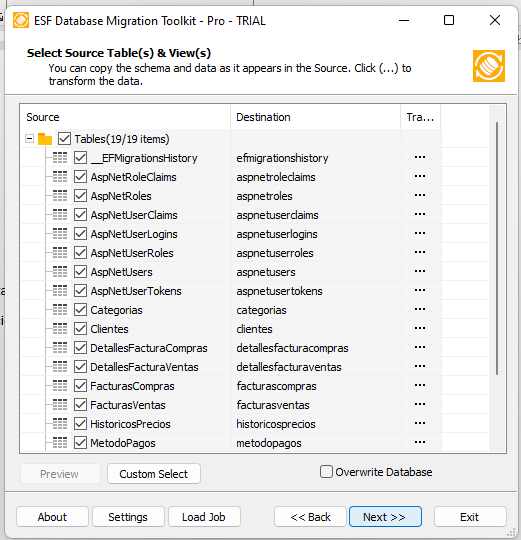 ESF Database Migration Toolkit - Pro - TRIAL
Select Source Table(s) & View(s)
You can copy the schema and data as it appears in the Source. Click (...) to
transform the data.
Source Destination Tra...
Tables(19/19 items)
__EFMigrationsHistory efmigrationshistory ...
AspNetRoleClaims aspnetroleclaims ...
AspNetRoles aspnetroles ...
AspNetUserClaims aspnetuserclaims ...
AspNetUserLogins aspnetuserlogins ...
AspNetUserRoles aspnetuserroles ...
AspNetUsers aspnetusers ...
AspNetUserTokens aspnetusertokens ...
Categorias categorias ...
Clientes clientes ...
DetallesFacturaCompras detallesfacturacompras ...
DetallesFacturaVentas detallesfacturaventas ...
FacturasCompras facturascompras ...
FacturasVentas facturasventas ...
HistoricosPrecios historicosprecios ...
MetodoPagos metodopagos ...
Preview Custom Select Overwrite Database
About Settings Load Job << Back Next >> Exit